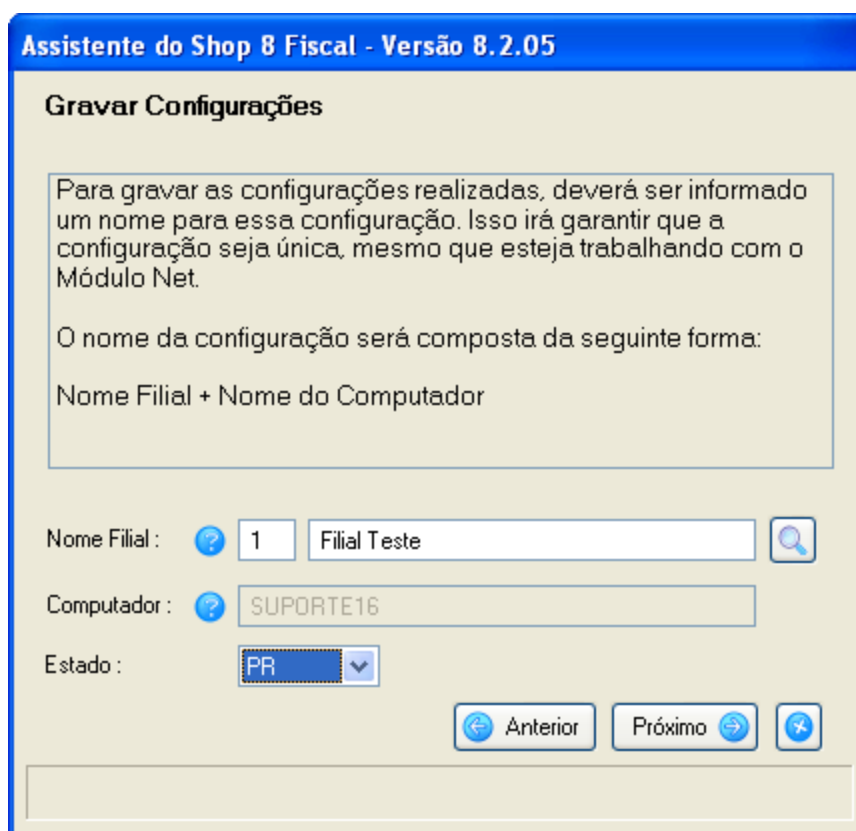 Assistente do Shop 8 Fiscal - Versão 8.2.05
Gravar Configurações
Para gravar as configurações realizadas, deverá ser informado
um nome para essa configuração. Isso irá garantir que a
configuração seja única, mesmo que esteja trabalhando com o
Módulo Net.
O nome da configuração será composta da seguinte forma:
Nome Filial + Nome do Computador
Nome Filial : ? 1 Filial Teste
Computador : ? SUPORTE16
Estado : PR
Anterior Próximo